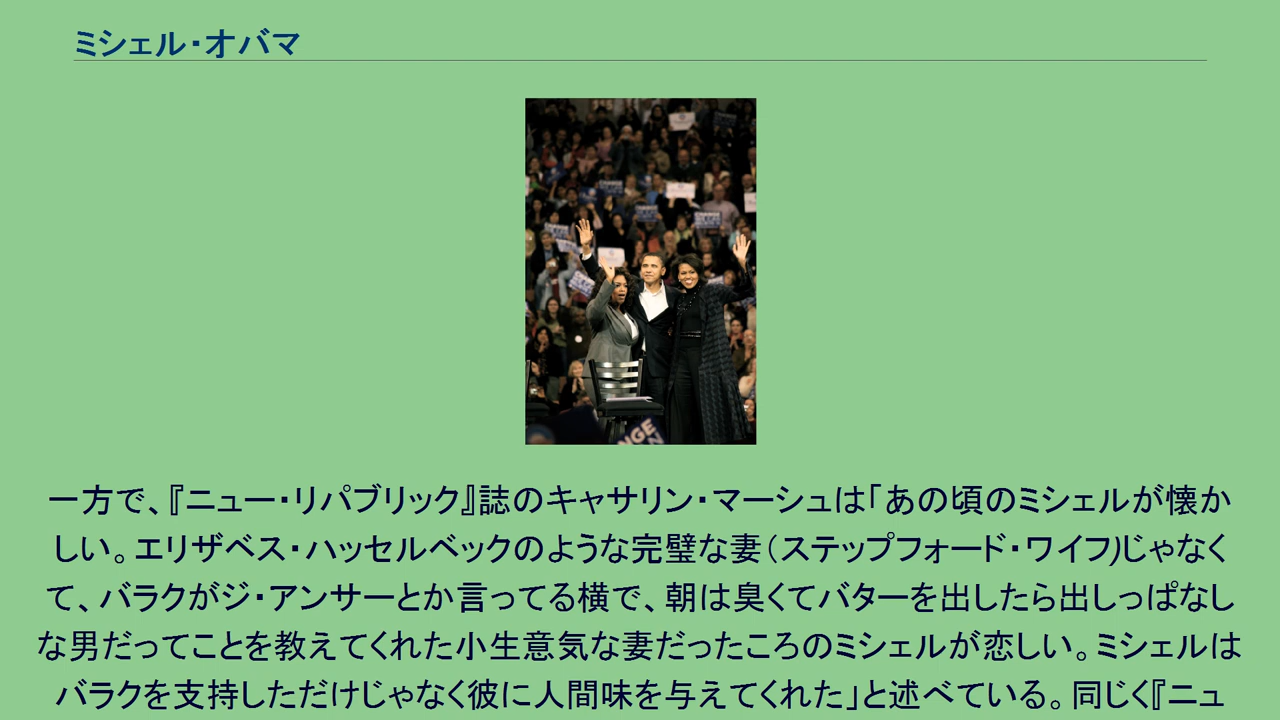 ミシェル・オバマ
NGE
一方で、『ニュー・リパブリック』誌のキャサリン・マーシュは「あの頃のミシェルが懐か
しい。エリザベス・ハッセルベックのような完璧な妻（ステップフォード・ワイフ)じゃなく
て、バラクがジ・アンサーとか言ってる横で、朝は臭くてバターを出したら出しっぱなし
な男だってことを教えてくれた小生意気な妻だったころのミシェルが恋しい。ミシェルは
バラクを支持しただけじゃなく彼に人間味を与えてくれた」と述べている。同じく『ニュ